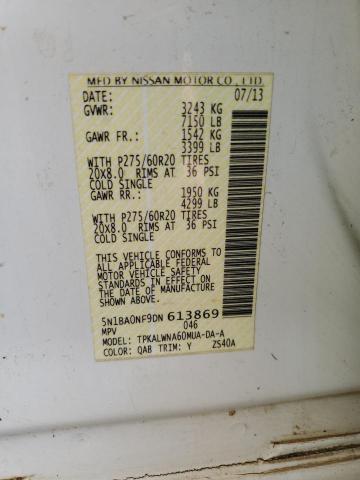 MFD BY NISSAN MOTOR CO., LTD.
DATE: 07/13
GVWR: 3243 KG
7150 LB
GAWR FR.: 1542 KG
3399 LB
WITH P275/60R20 TIRES
20X8.0 RIMS AT 36 PSI
COLD SINGLE
GAWR RR.: 1950 KG
4299 LB
WITH P275/60R20 TIRES
20X8.0 RIMS AT 36 PSI
COLD SINGLE
THIS VEHICLE CONFORMS TO
ALL APPLICABLE FEDERAL
MOTOR VEHICLE SAFETY
STANDARDS IN EFFECT ON
THE DATE OF MANUFACTURE
SHOWN ABOVE.
5N1BA0NF9DN 613869
MPV 046
MODEL: TPKALWNA60MUA-DA-A
COLOR: QAB TRIM: Y ZS40A